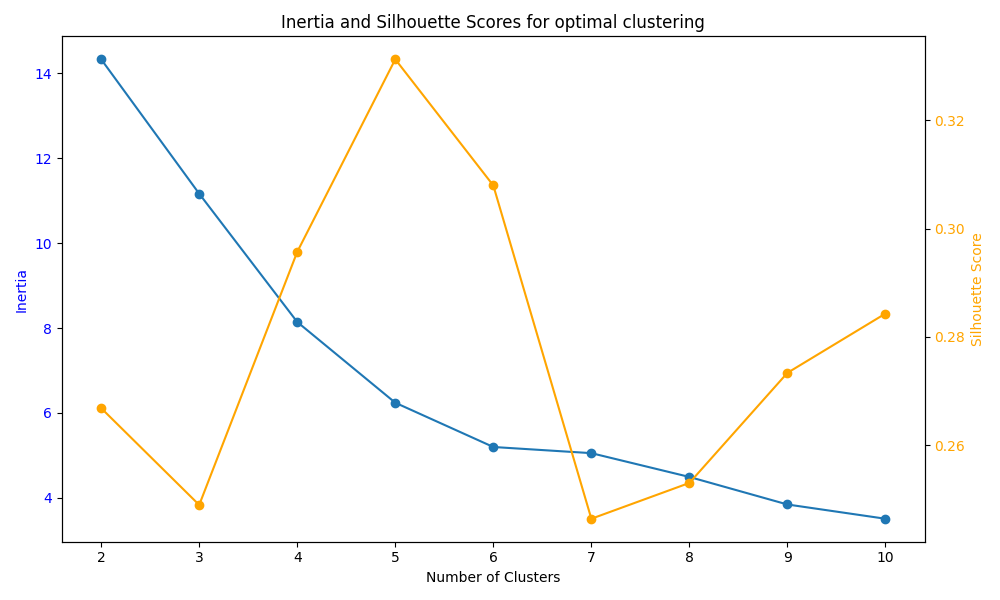 Inertia and Silhouette Scores for optimal clustering
14
12
10
8
6
4
Inertia
0.32
0.30
0.28
0.26
Silhouette Score
2 3 4 5 6 7 8 9 10
Number of Clusters